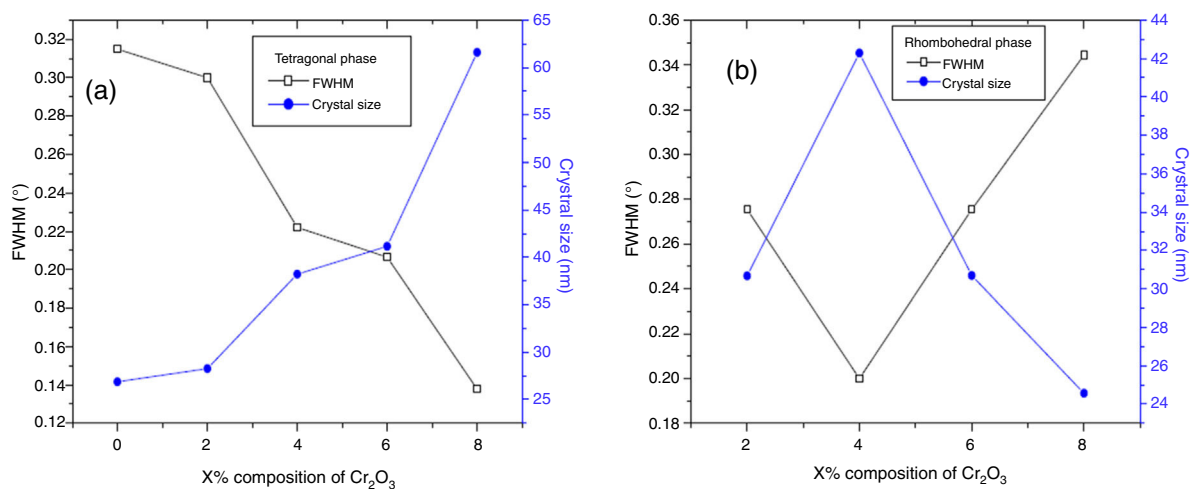 (a)
Tetragonal phase
FWHM
Crystal size
FWHM (°)
0.32
0.30
0.28
0.26
0.24
0.22
0.20
0.18
0.16
0.14
0.12
65
60
55
50
45
40
35
30
25
Crystral size (nm)
0 2 4 6 8
X% composition of Cr₂O₃
(b)
Rhombohedral phase
FWHM
Crystal size
FWHM (°)
0.36
0.34
0.32
0.30
0.28
0.26
0.24
0.22
0.20
0.18
44
42
40
38
36
34
32
30
28
26
24
Crystral size (nm)
2 4 6 8
X% composition of Cr₂O₃